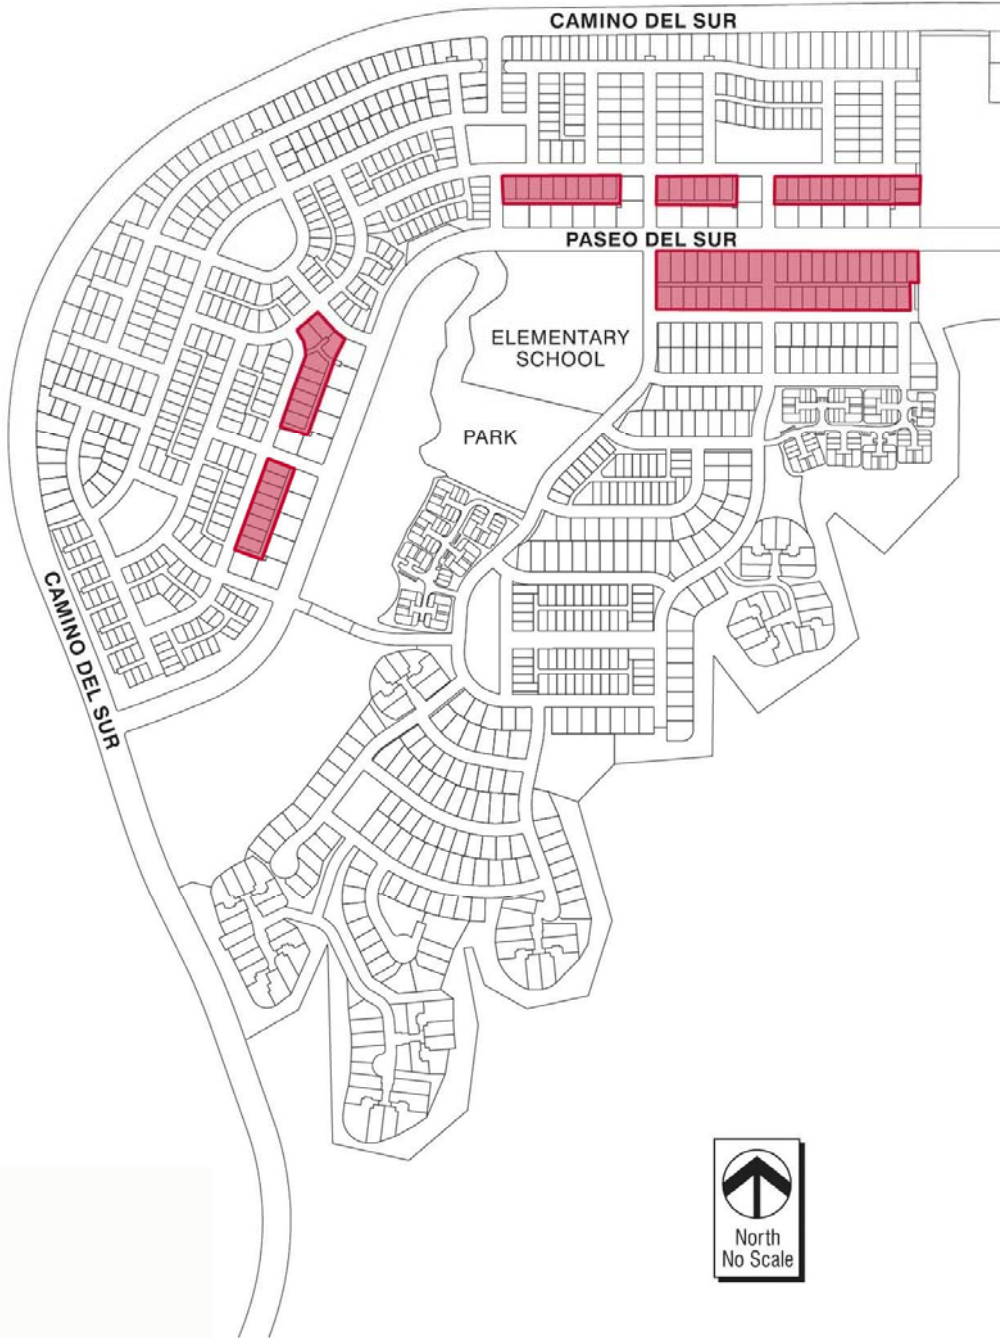 CAMINO DEL SUR
PASEO DEL SUR
ELEMENTARY
SCHOOL
PARK
CAMINO DEL SUR
North
No Scale